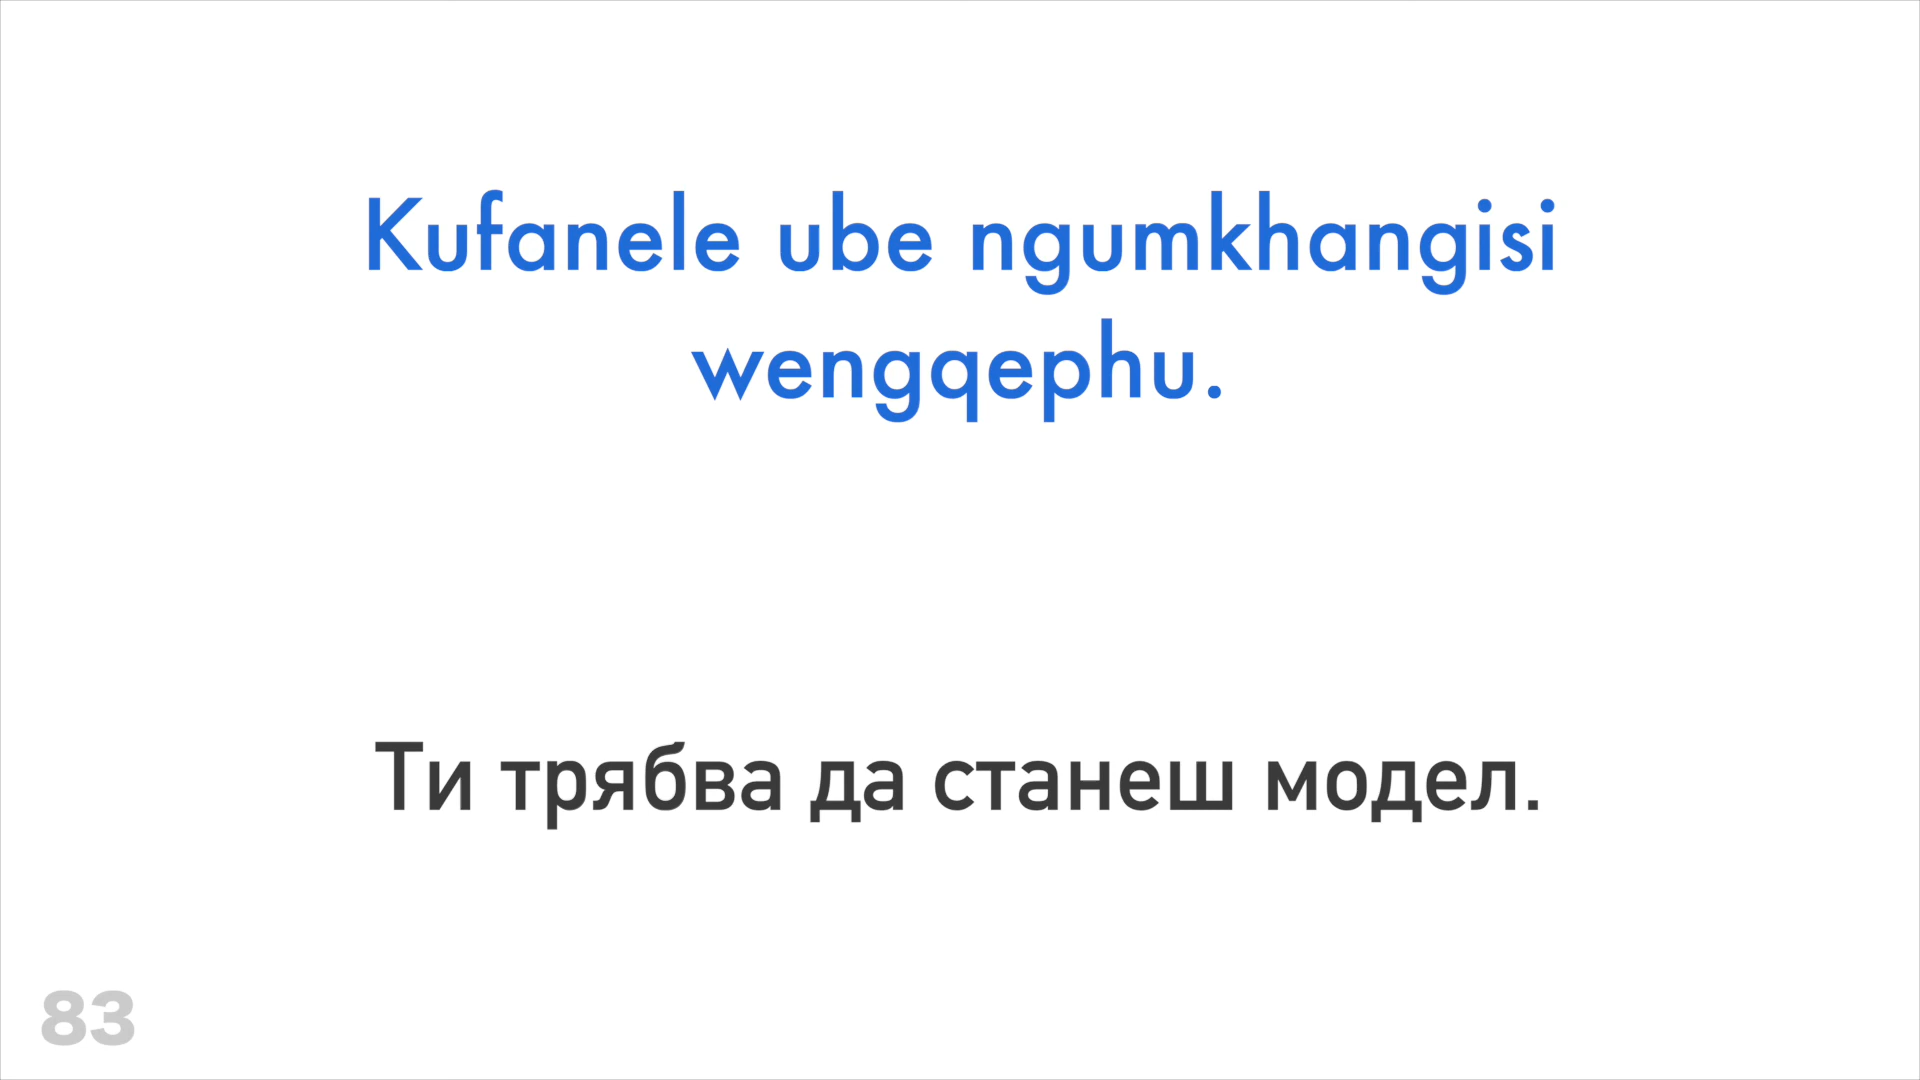 Kufanele ube ngumkhangisi
wengqephu.
Ти трябва да станеш модел.
83